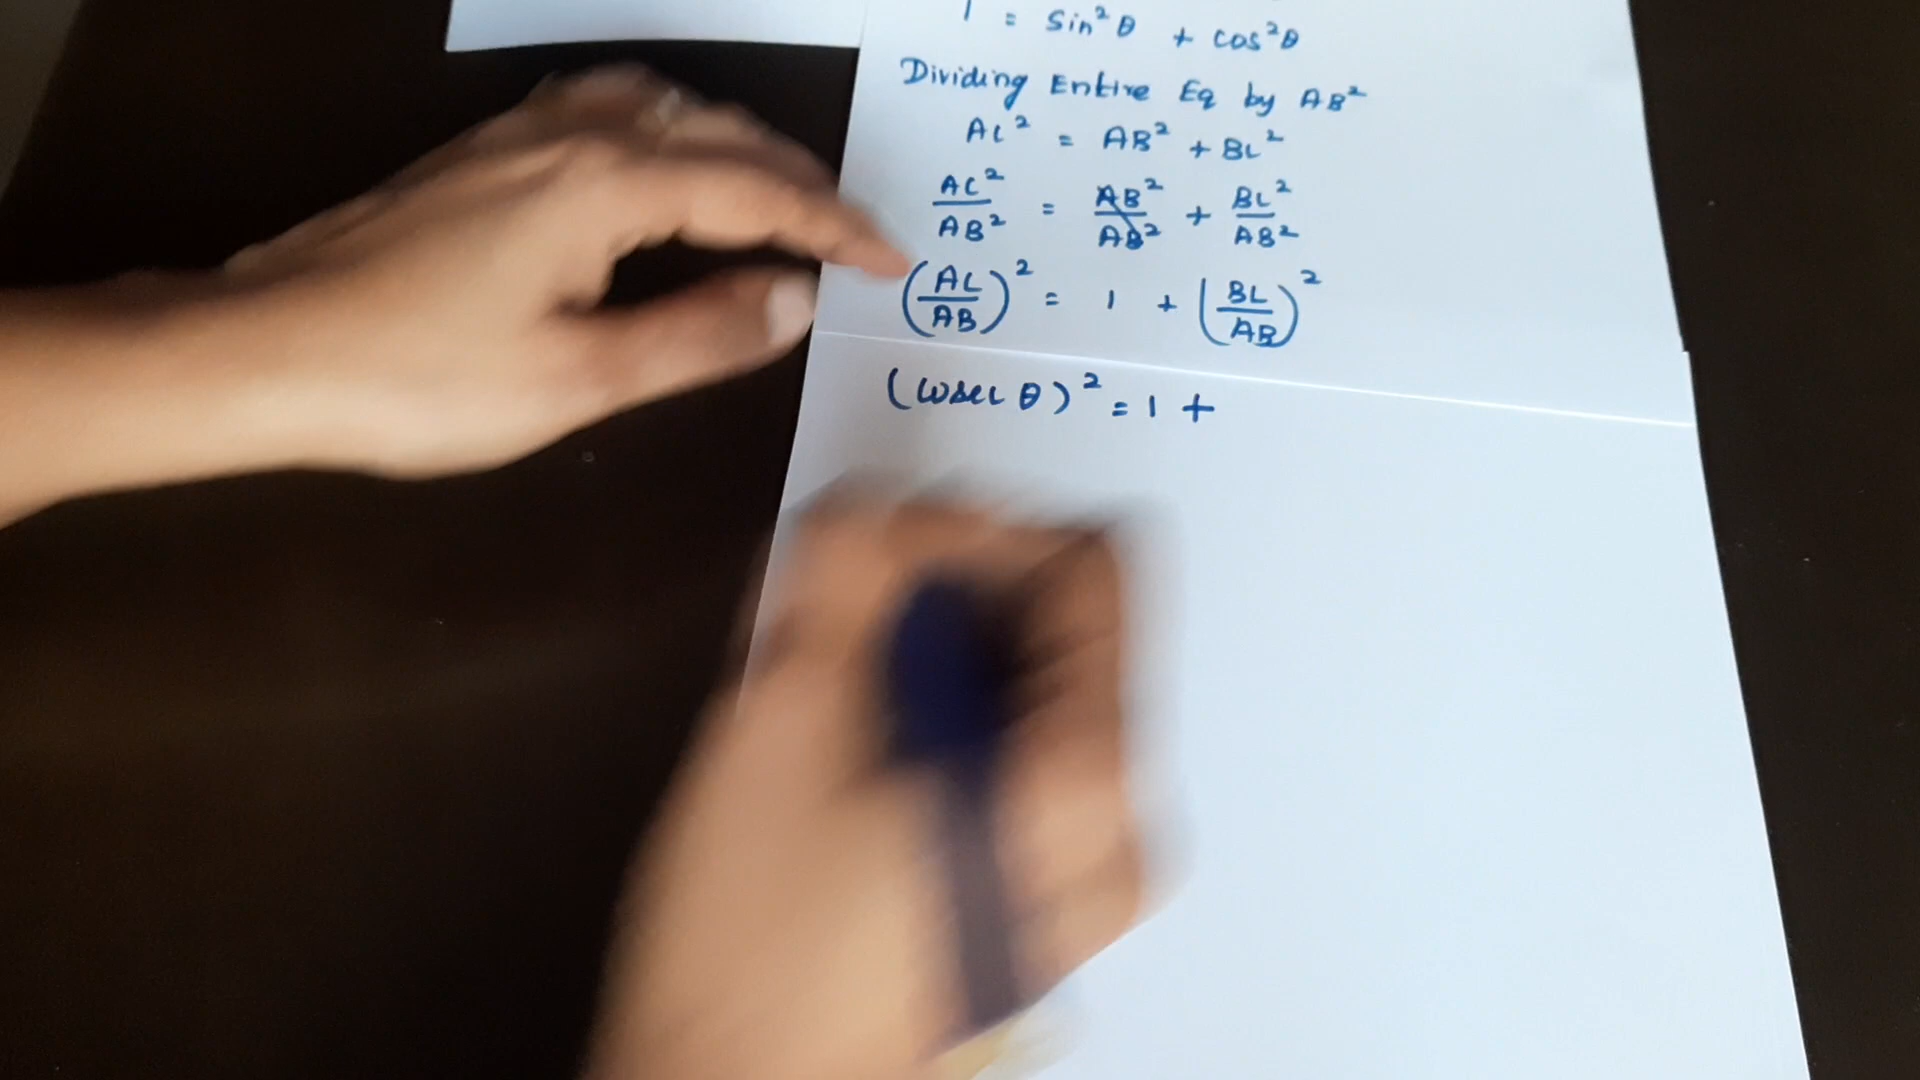 1 = Sin²θ + cos²θ
Dividing Entire Eq by AB²
AC² = AB² + BC²
AC²/AB² = AB²/AB² + BC²/AB²
(AC/AB)² = 1 + (BC/AB)²
(cosec θ)² = 1 +